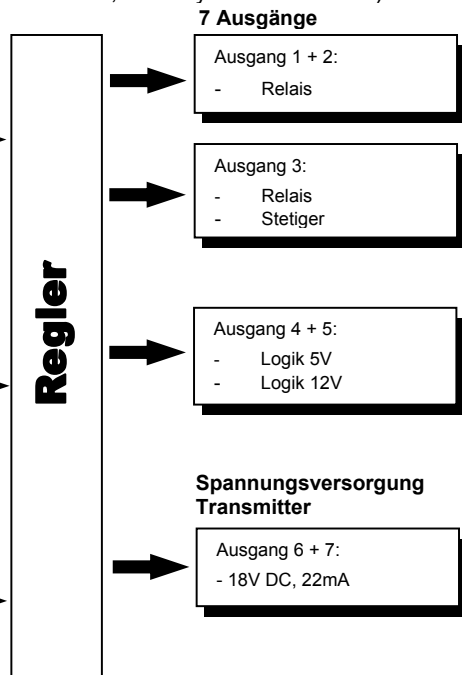 7 Ausgänge
Ausgang 1 + 2:
- Relais
Ausgang 3:
- Relais
- Stetiger
Regler
Ausgang 4 + 5:
- Logik 5V
- Logik 12V
Spannungsversorgung
Transmitter
Ausgang 6 + 7:
- 18V DC, 22mA